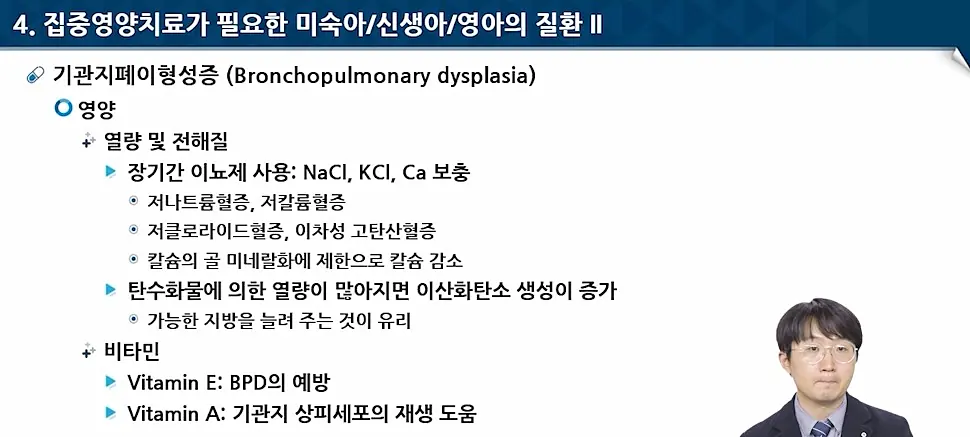 4. 집중영양치료가 필요한 미숙아/신생아/영아의 질환 II
기관지폐이형성증 (Bronchopulmonary dysplasia)
영양
열량 및 전해질
장기간 이뇨제 사용: NaCl, KCl, Ca 보충
저나트륨혈증, 저칼륨혈증
저클로라이드혈증, 이차성 고탄산혈증
칼슘의 골 미네랄화에 제한으로 칼슘 감소
탄수화물에 의한 열량이 많아지면 이산화탄소 생성이 증가
가능한 지방을 늘려 주는 것이 유리
비타민
Vitamin E: BPD의 예방
Vitamin A: 기관지 상피세포의 재생 도움